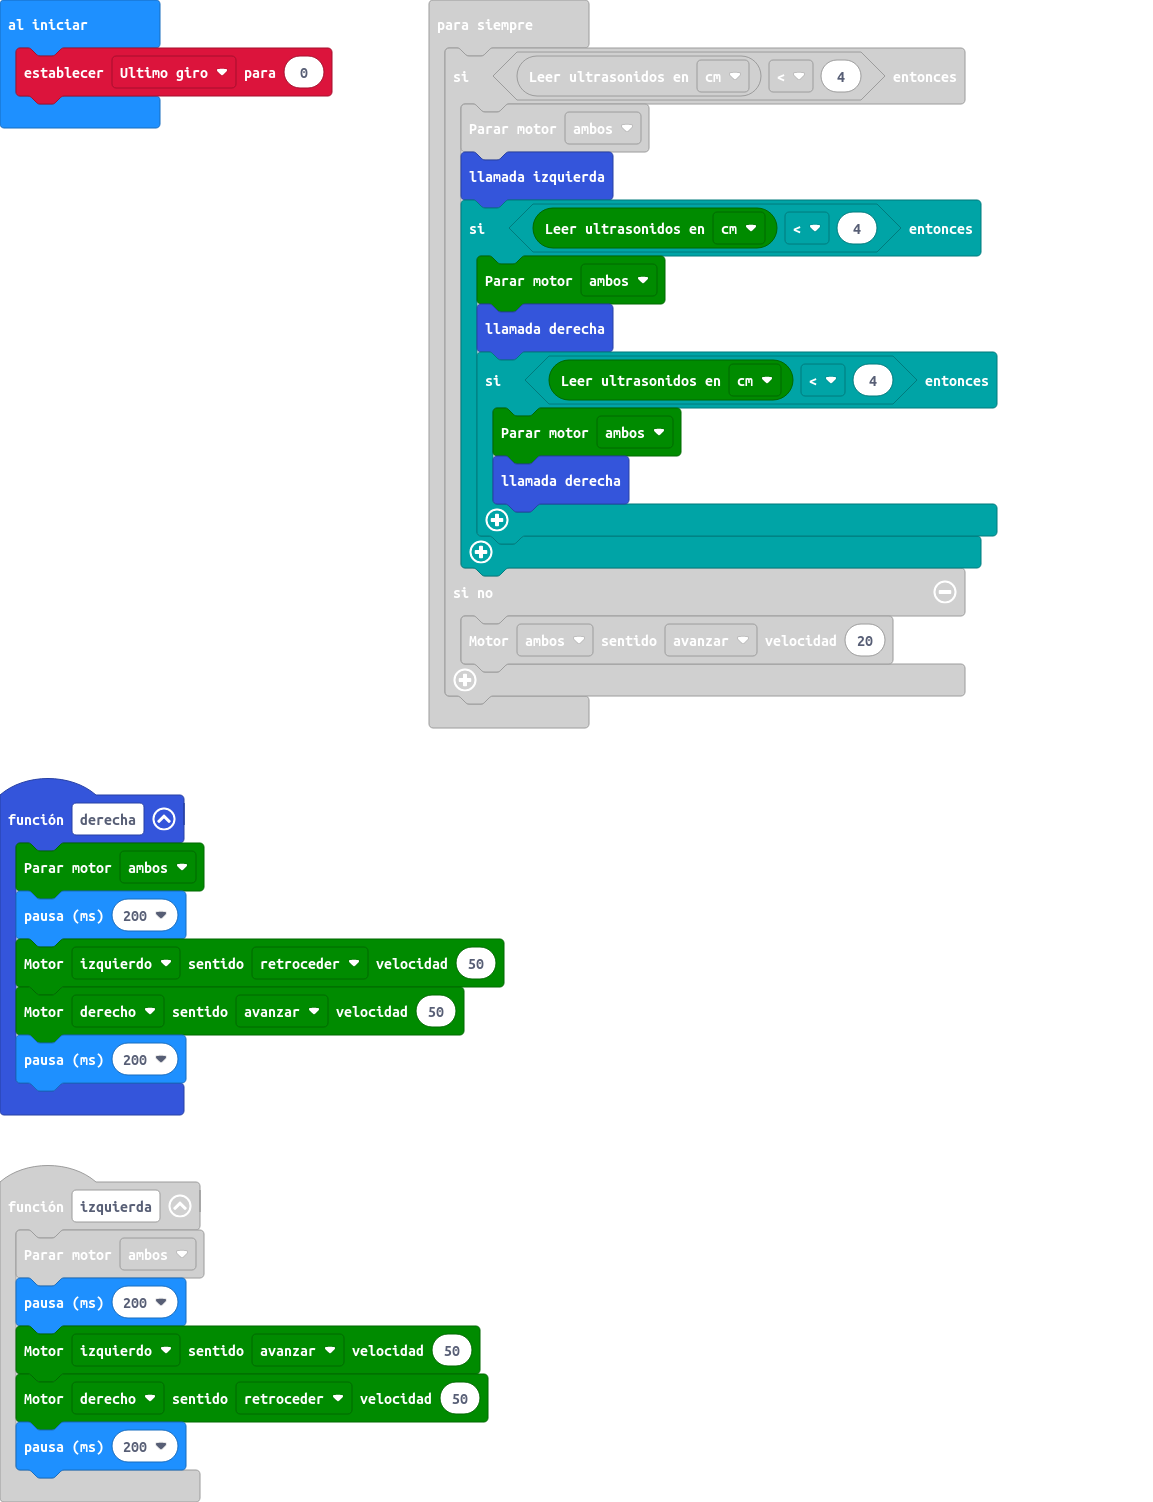 al iniciar
establecer Ultimo giro para 0
para siempre
si Leer ultrasonidos en cm < 4 entonces
Parar motor ambos
llamada izquierda
si Leer ultrasonidos en cm < 4 entonces
Parar motor ambos
llamada derecha
si Leer ultrasonidos en cm < 4 entonces
Parar motor ambos
llamada derecha
si no
Motor ambos sentido avanzar velocidad 20
función derecha
Parar motor ambos
pausa (ms) 200
Motor izquierdo sentido retroceder velocidad 50
Motor derecho sentido avanzar velocidad 50
pausa (ms) 200
función izquierda
Parar motor ambos
pausa (ms) 200
Motor izquierdo sentido avanzar velocidad 50
Motor derecho sentido retroceder velocidad 50
pausa (ms) 200